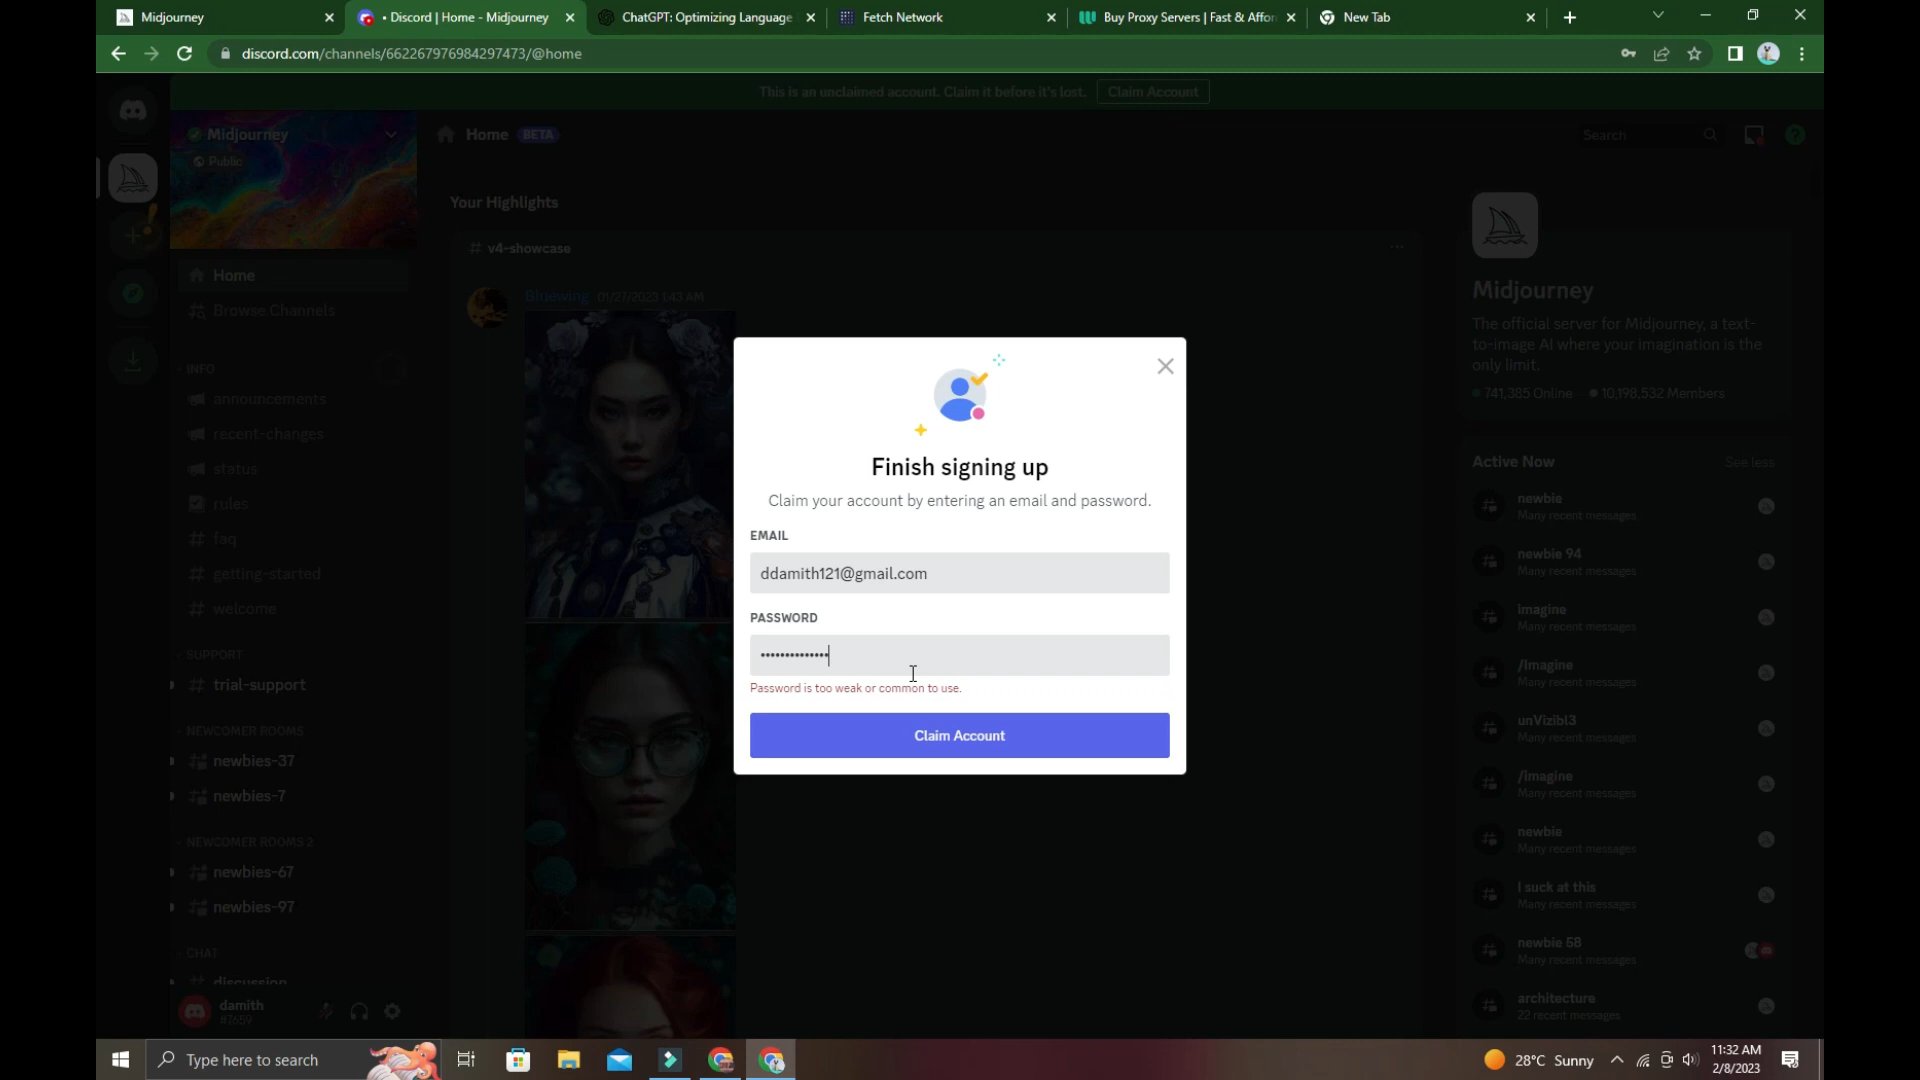 Midjourney
• Discord | Home - Midjourney
ChatGPT: Optimizing Language
Fetch Network
Buy Proxy Servers | Fast & Affor
New Tab
discord.com/channels/662267976984297473/@home
This is an unclaimed account. Claim it before it's lost.
Claim Account
Midjourney
Public
Home
BETA
Search
Your Highlights
# v4-showcase
Bluewing 01/27/2023 1:43 AM
Home
Browse Channels
INFO
announcements
recent-changes
status
rules
faq
getting-started
welcome
SUPPORT
trial-support
NEWCOMER ROOMS
newbies-37
newbies-7
NEWCOMER ROOMS 2
newbies-67
newbies-97
CHAT
discussion
damith
#7659
Finish signing up
Claim your account by entering an email and password.
EMAIL
ddamith121@gmail.com
PASSWORD
••••••••••••••
Password is too weak or common to use.
Claim Account
Midjourney
The official server for Midjourney, a text-
to-image AI where your imagination is the
only limit.
741,385 Online
10,198,532 Members
Active Now
See less
newbie
Many recent messages
newbie 94
Many recent messages
imagine
Many recent messages
/Imagine
Many recent messages
unVizibl3
Many recent messages
/imagine
Many recent messages
newbie
Many recent messages
I suck at this
Many recent messages
newbie 58
Many recent messages
architecture
22 recent messages
Type here to search
28°C Sunny
11:32 AM
2/8/2023